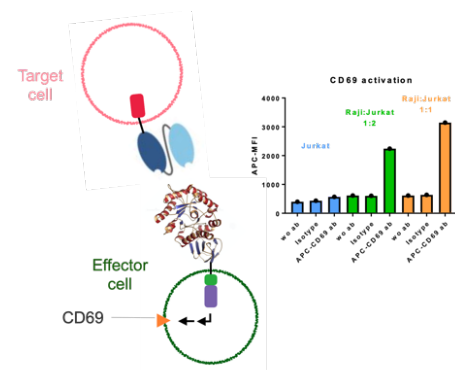 Target
cell
Effector
cell
CD69
CD69 activation
Raji:Jurkat
1:1
Raji:Jurkat
1:2
Jurkat
APC-MFI
4000
3000
2000
1000
0
wo ab
Isotype
APC-CD69 ab
wo ab
Isotype
APC-CD69 ab
wo ab
Isotype
APC-CD69 ab